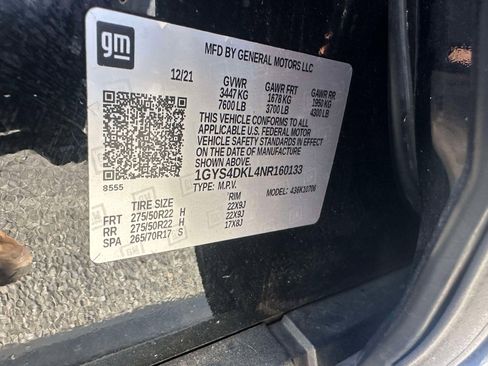 gm
MFD BY GENERAL MOTORS LLC
12/21 GVWR GAWR FRT GAWR RR
3447 KG 1678 KG 1950 KG
7600 LB 3700 LB 4300 LB
THIS VEHICLE CONFORMS TO ALL
APPLICABLE U.S. FEDERAL MOTOR
VEHICLE SAFETY STANDARDS IN EFFECT
ON THE DATE OF MANUFACTURE SHOWN ABOVE.
1GYS4DKL4NR160133
8555 TYPE: M.P.V. MODEL: 436K10706
TIRE SIZE RIM
FRT 275/50R22 H 22X9J
RR 275/50R22 H 22X9J
SPA 265/70R17 S 17X8J